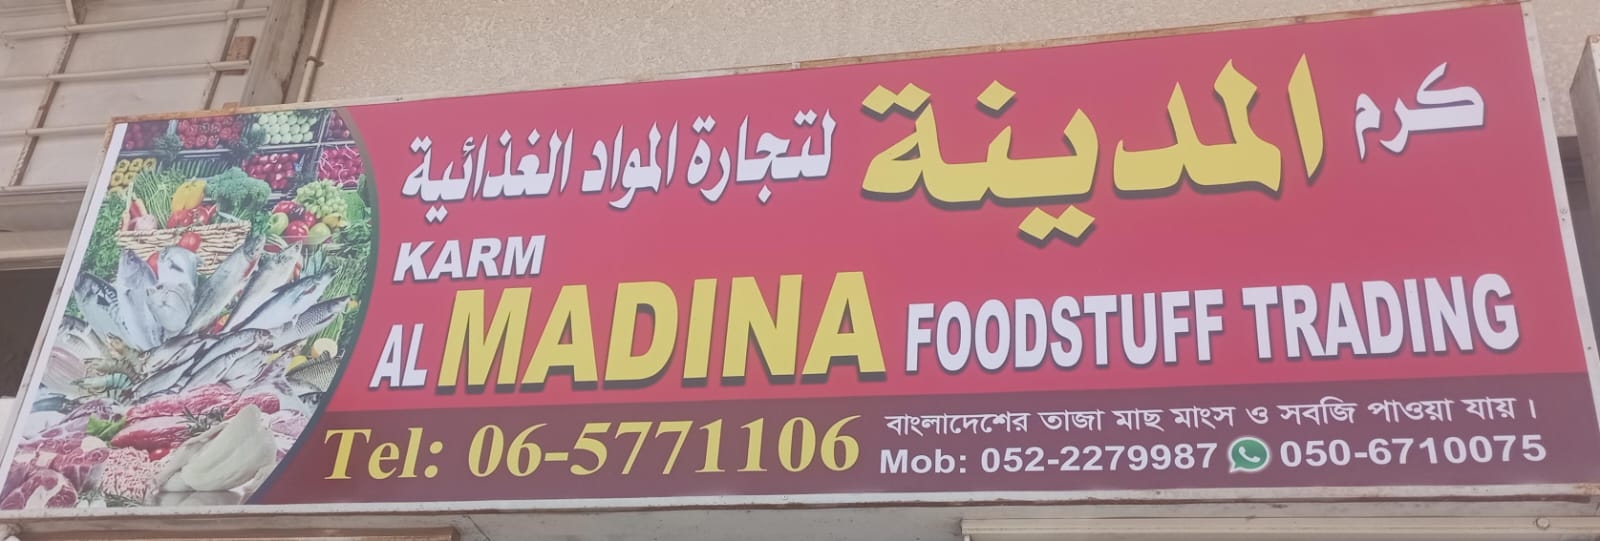 كرم المدينة لتجارة المواد الغذائية
KARM
AL MADINA FOODSTUFF TRADING
Tel: 06-5771106
বাংলাদেশের তাজা মাছ মাংস ও সবজি পাওয়া যায়।
Mob: 052-2279987 050-6710075